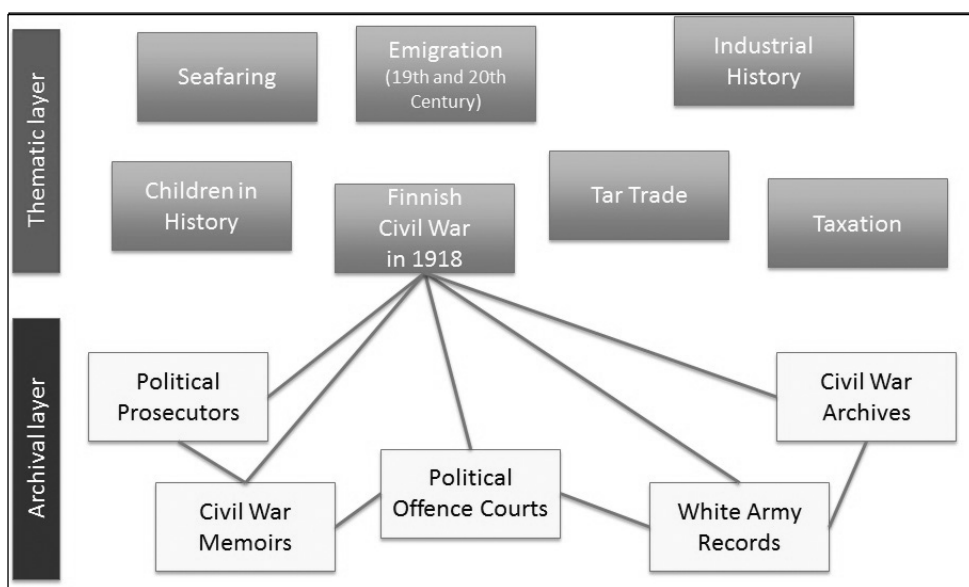 Thematic layer
Seafaring
Emigration
(19th and 20th
Century)
Industrial
History
Children in
History
Finnish
Civil War
in 1918
Tar Trade
Taxation
Archival layer
Political
Prosecutors
Civil War
Memoirs
Political
Offence Courts
White Army
Records
Civil War
Archives